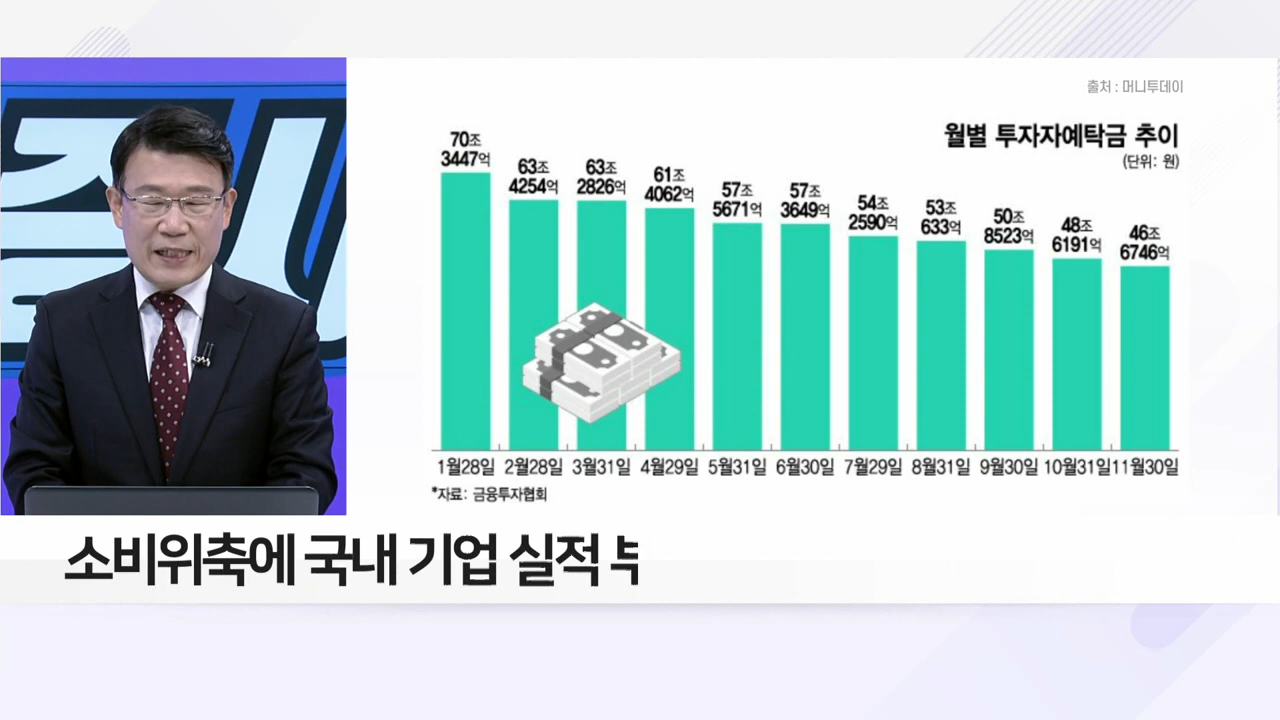 출처 : 머니투데이
월별 투자자예탁금 추이
(단위: 원)
70조
3447억
63조
4254억
63조
2826억
61조
4062억
57조
5671억
57조
3649억
54조
2590억
53조
633억
50조
8523억
48조
6191억
46조
6746억
1월28일 2월28일 3월31일 4월29일 5월31일 6월30일 7월29일 8월31일 9월30일 10월31일 11월30일
*자료: 금융투자협회
소비위축에 국내 기업 실적